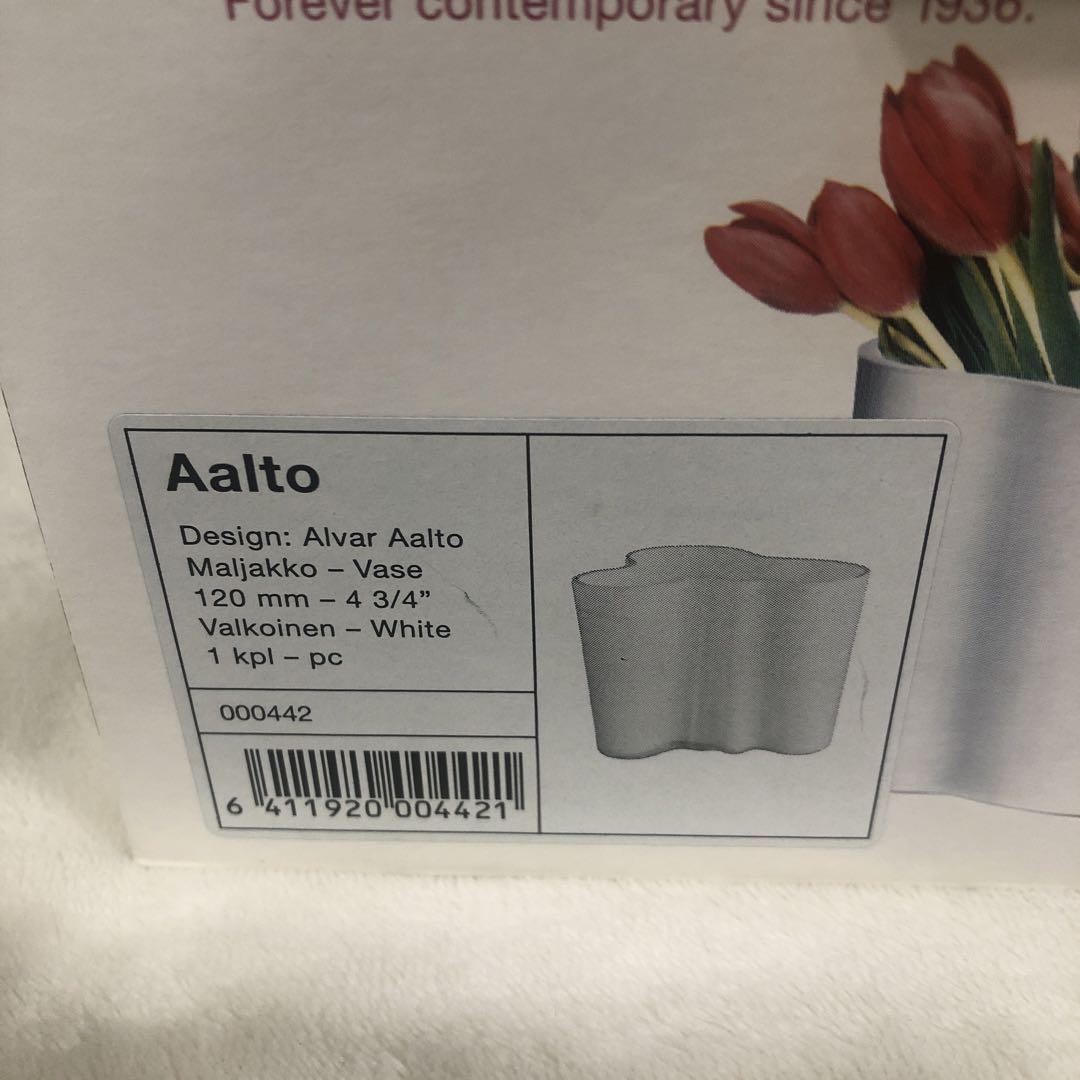 Forever contemporary since 1936.
Aalto
Design: Alvar Aalto
Maljakko – Vase
120 mm – 4 3/4”
Valkoinen – White
1 kpl – pc
000442
6 411920 004421